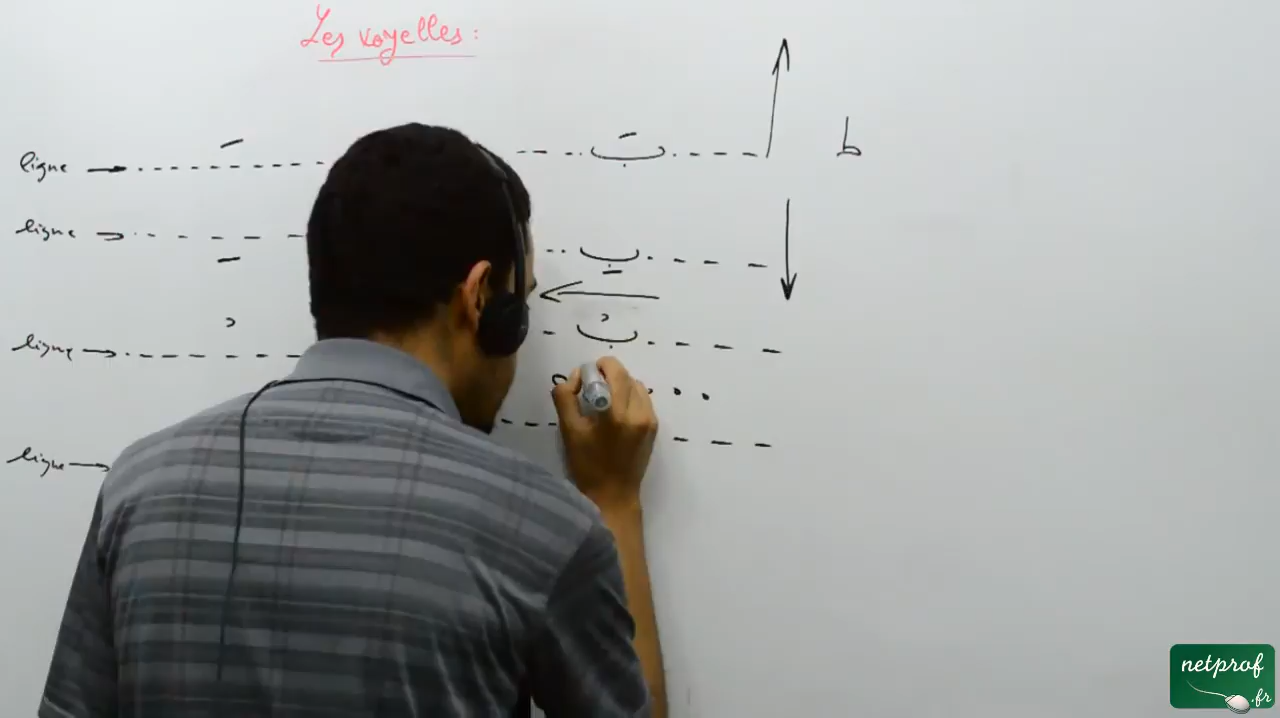 Les voyelles :
ligne بَ b
ligne بِ
ligne بُ
ligne
netprof
.fr